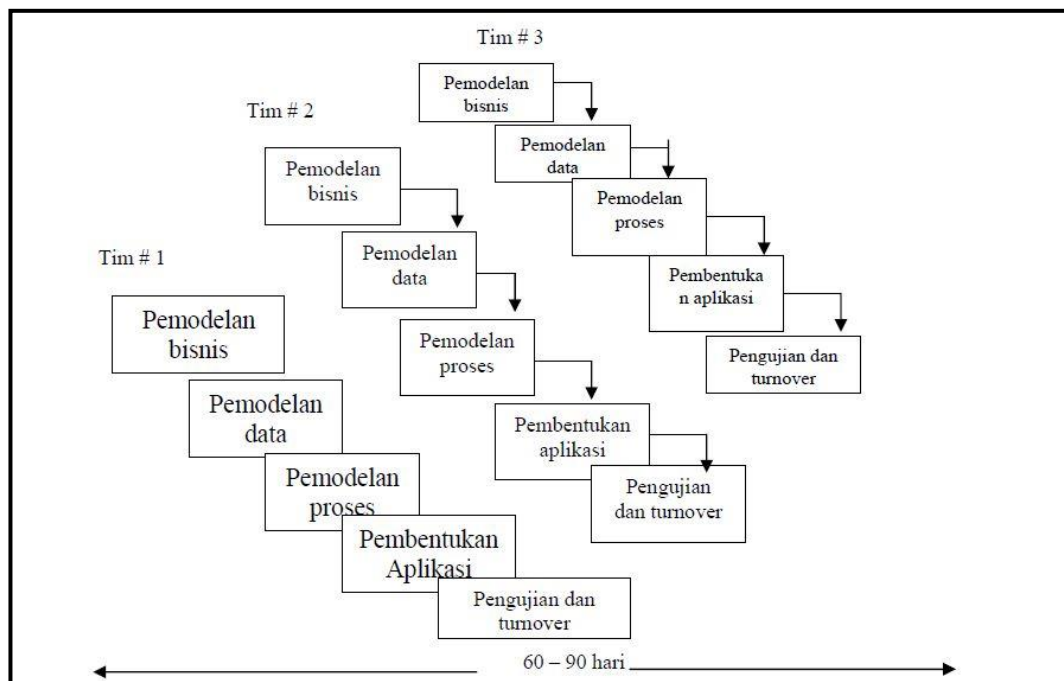 Tim # 3
Pemodelan
bisnis
Pemodelan
data
Pemodelan
proses
Pembentuka
n aplikasi
Pengujian dan
turnover
Tim # 2
Pemodelan
bisnis
Pemodelan
data
Pemodelan
proses
Pembentukan
aplikasi
Pengujian
dan turnover
Tim # 1
Pemodelan
bisnis
Pemodelan
data
Pemodelan
proses
Pembentukan
Aplikasi
Pengujian dan
turnover
60 – 90 hari